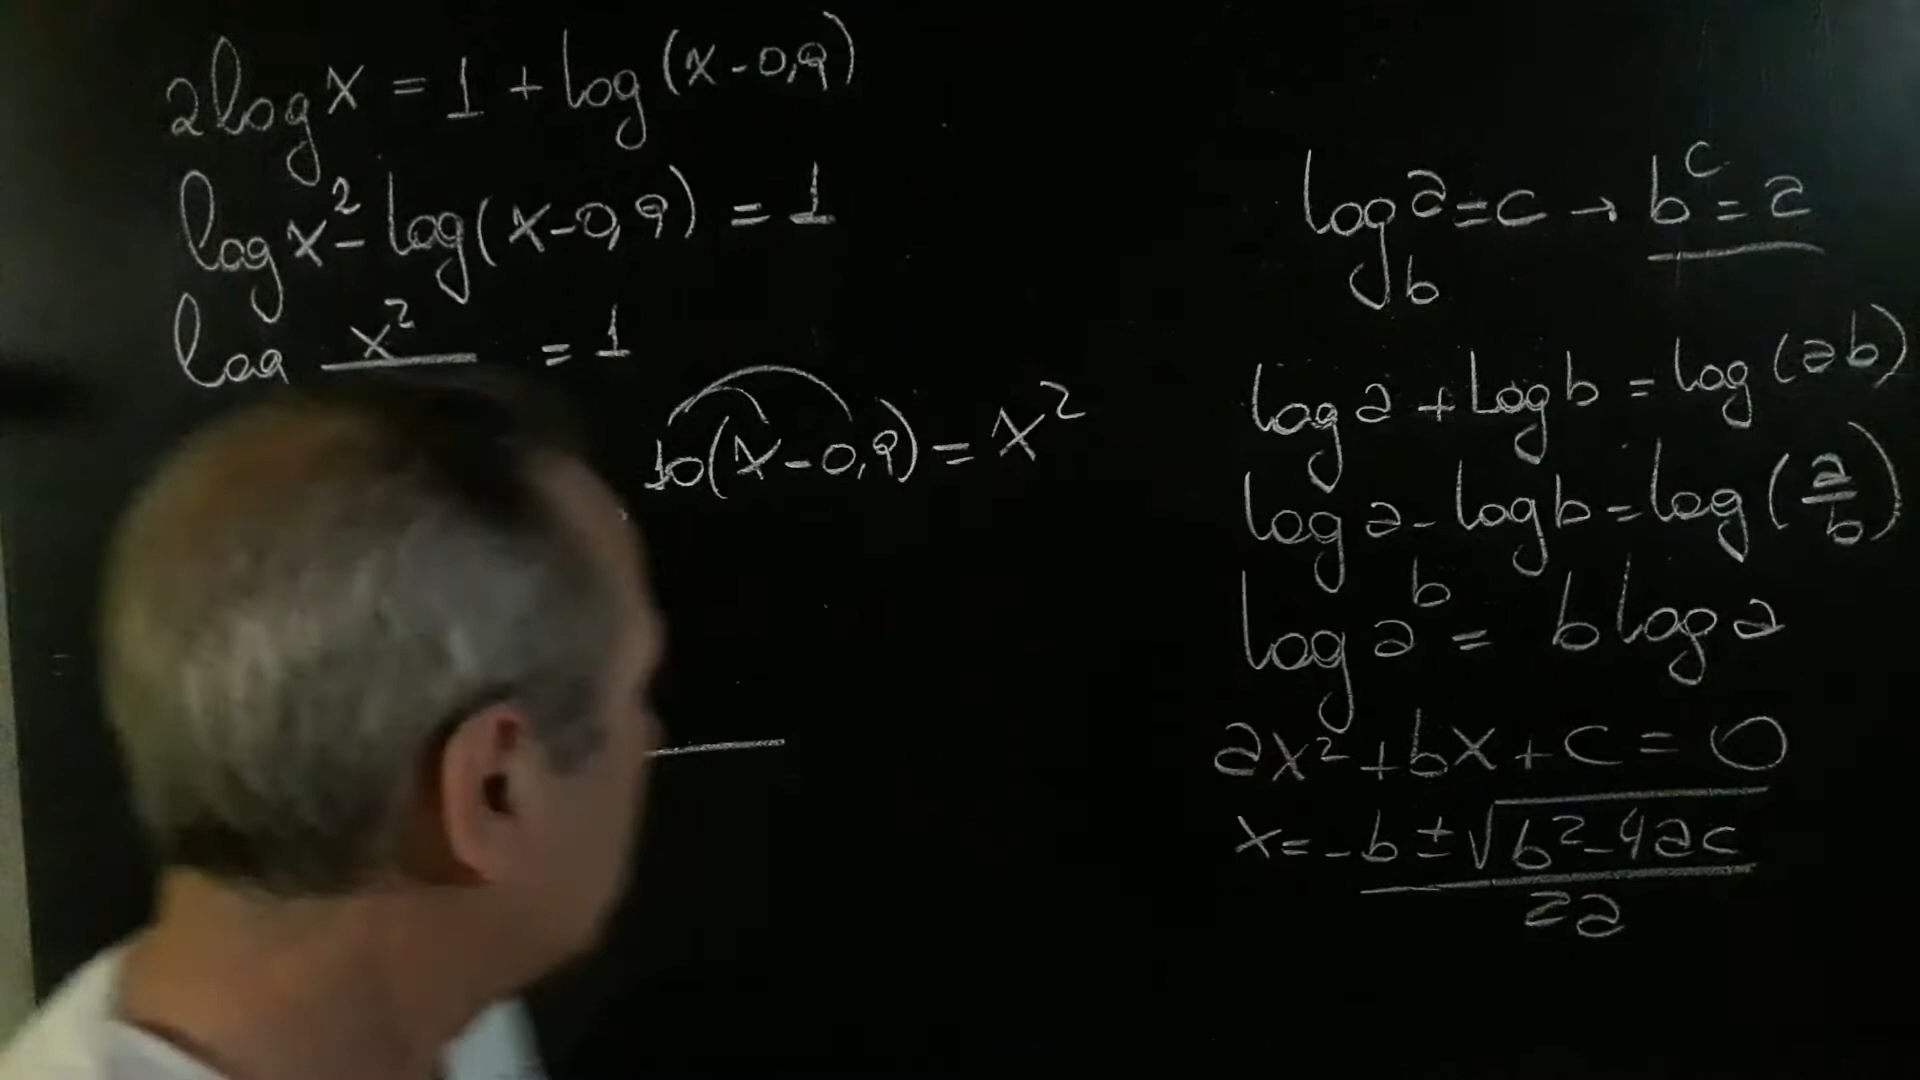 2log x = 1 + log (x-0,9)
log x² - log(x-0,9) = 1
log x² = 1
10(x-0,9) = x²
log_b a = c → b^c = a
log a + log b = log (ab)
log a - log b = log (a/b)
log a^b = b log a
ax² + bx + c = 0
x = -b ± √b²-4ac
2a